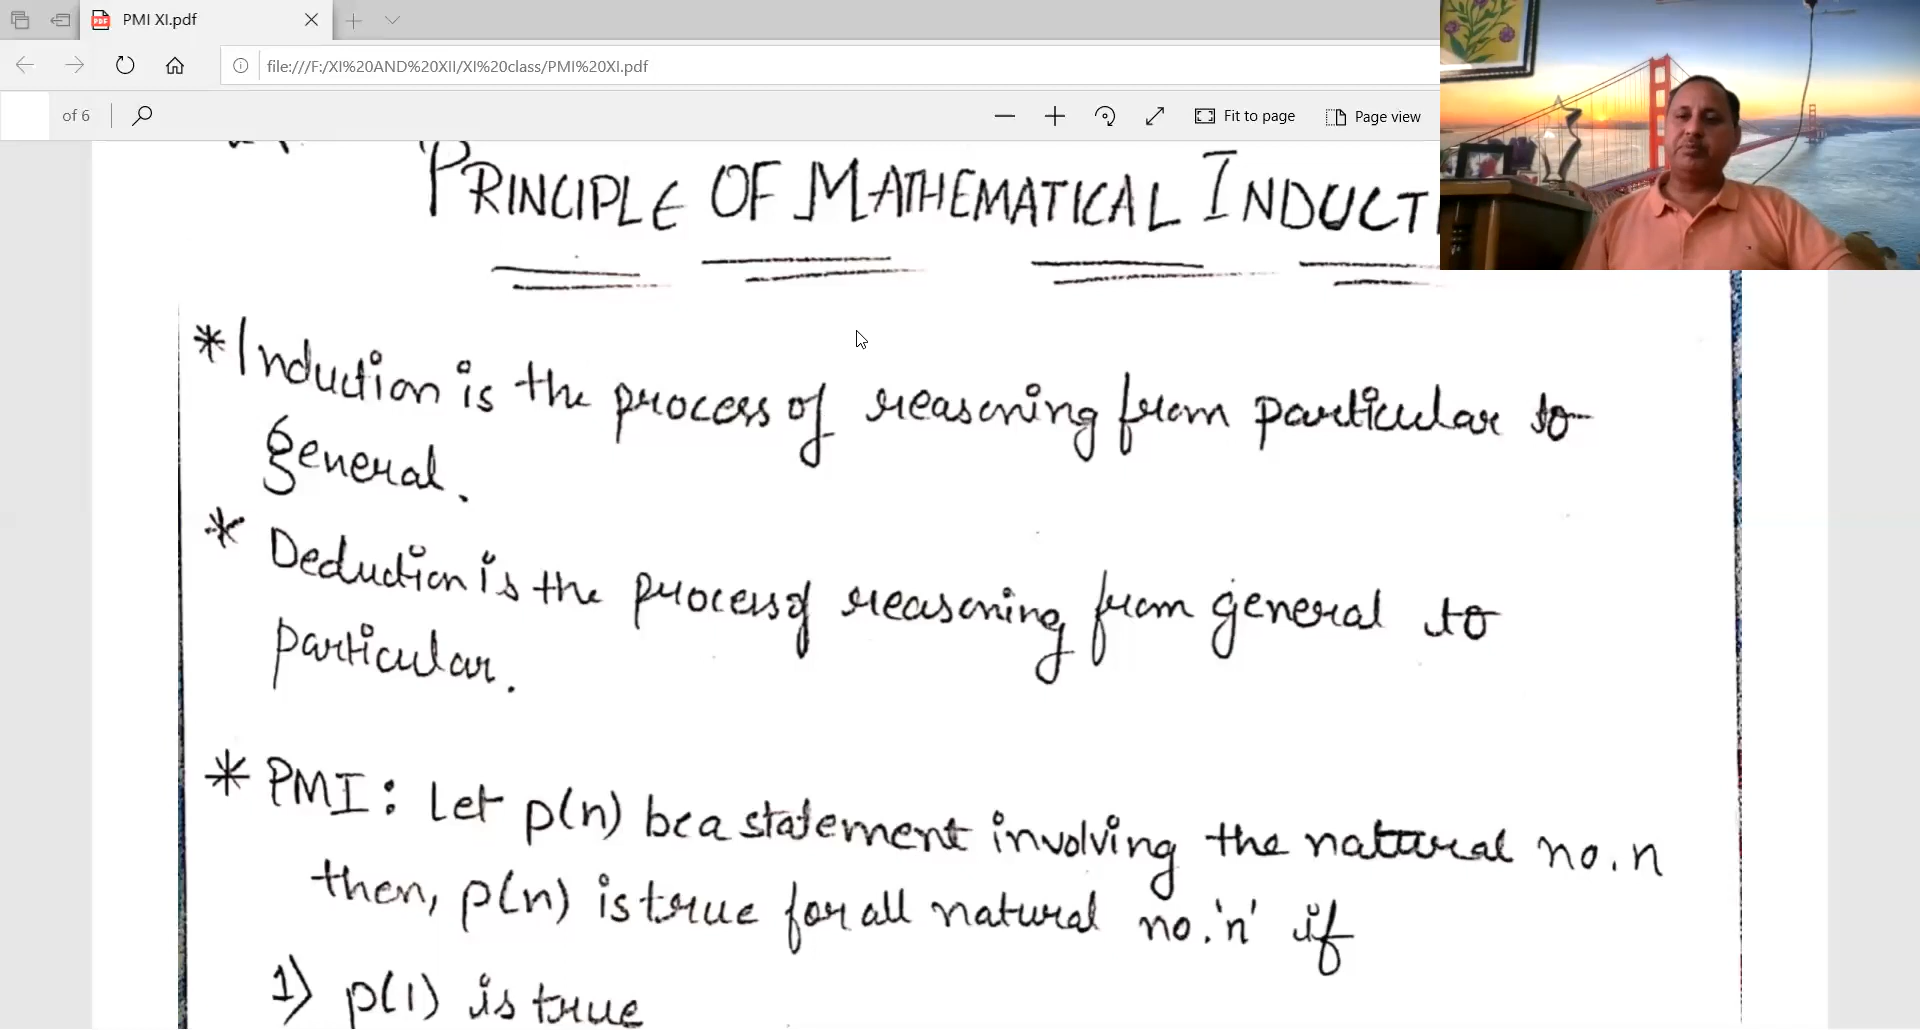 PMI XI.pdf
file:///F:/XI%20AND%20XII/XI%20class/PMI%20XI.pdf
of 6
Fit to page
Page view
PRINCIPLE OF MATHEMATICAL INDUCT
* Induction is the process of reasoning from particular to
general.
* Deduction is the process of reasoning from general to
particular.
* PMI: Let p(n) be a statement involving the natural no. n
then, p(n) is true for all natural no. 'n' if
1) p(1) is true